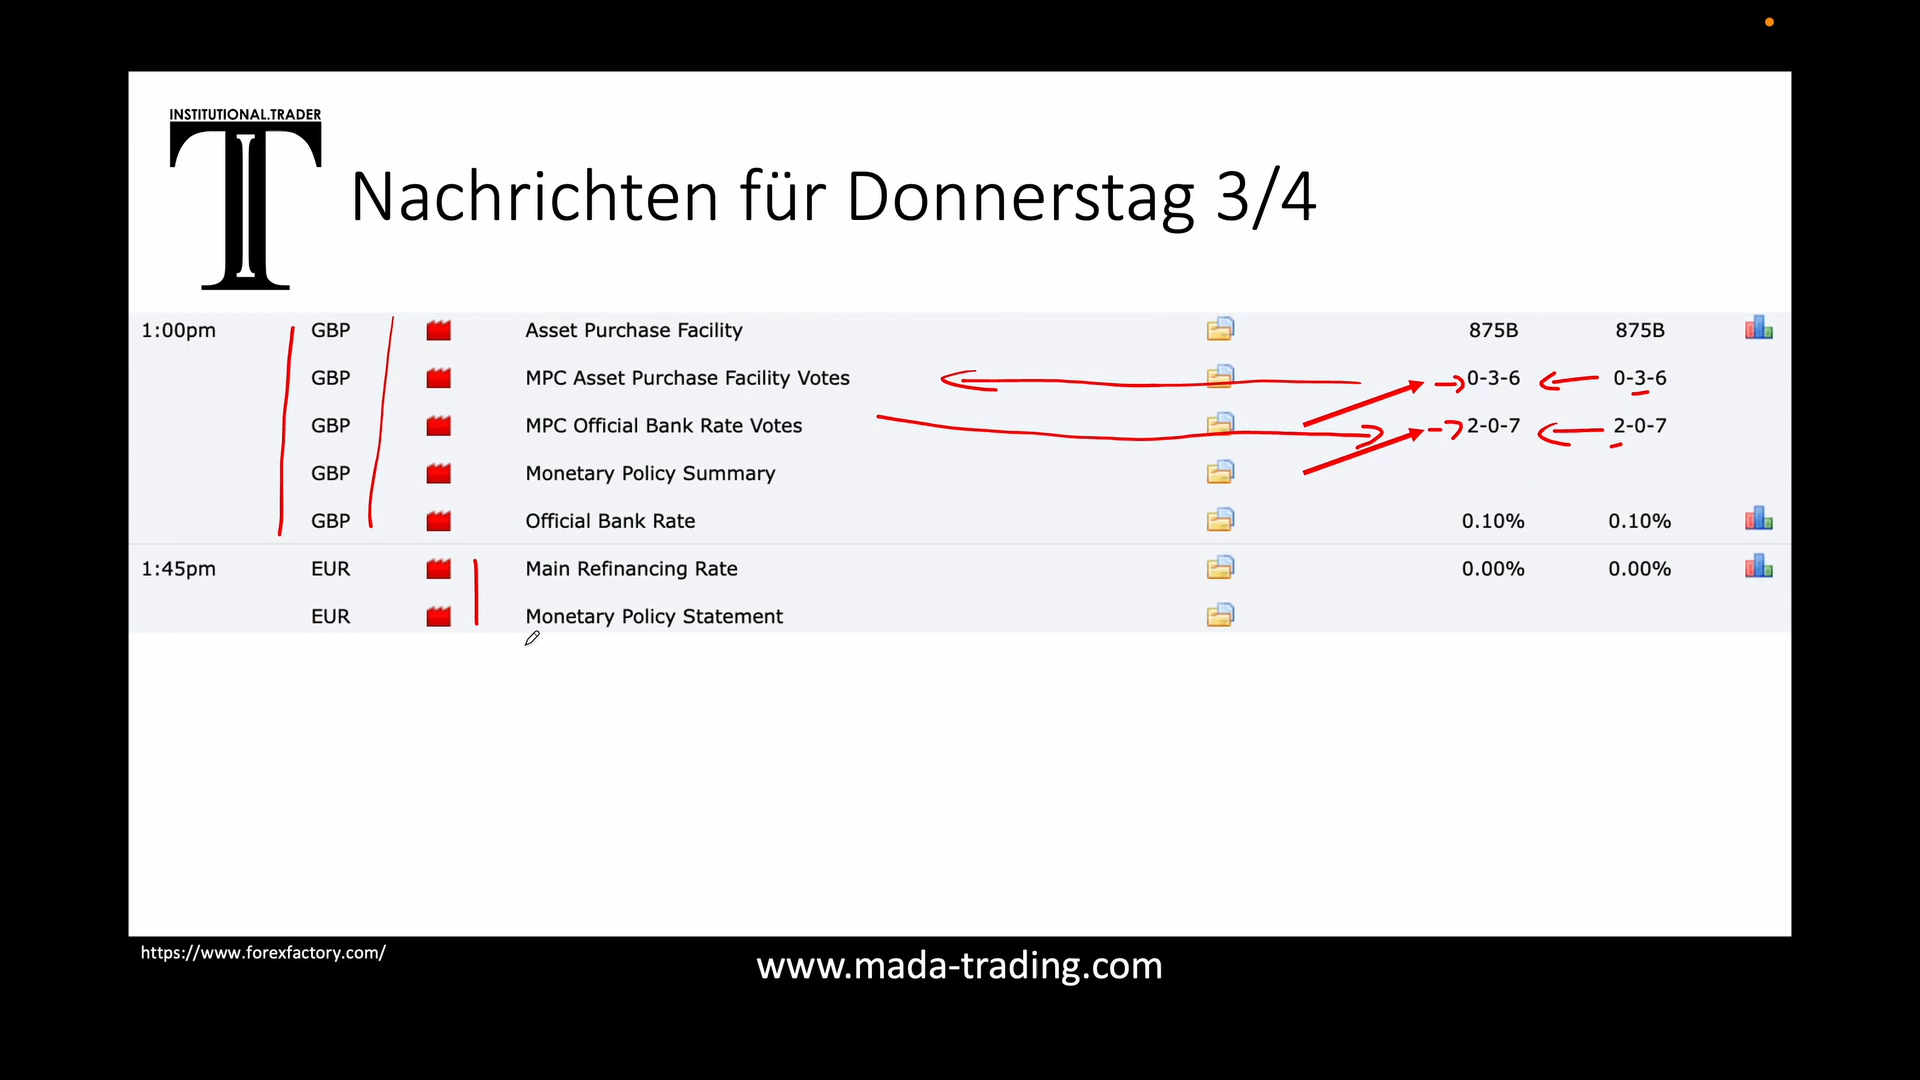 INSTITUTIONAL.TRADER
Nachrichten für Donnerstag 3/4
1:00pm GBP Asset Purchase Facility 875B 875B
GBP MPC Asset Purchase Facility Votes 0-3-6 0-3-6
GBP MPC Official Bank Rate Votes 2-0-7 2-0-7
GBP Monetary Policy Summary
GBP Official Bank Rate 0.10% 0.10%
1:45pm EUR Main Refinancing Rate 0.00% 0.00%
EUR Monetary Policy Statement
https://www.forexfactory.com/
www.mada-trading.com